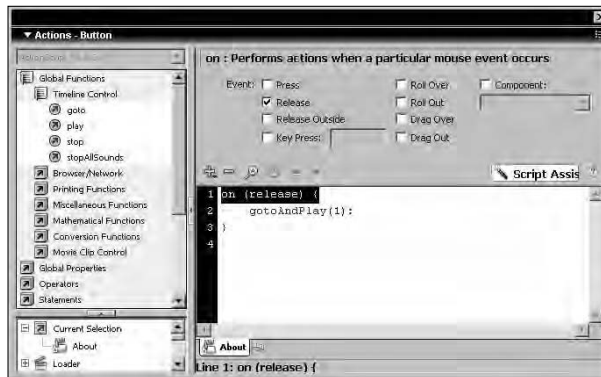 Actions - Button
on : Performs actions when a particular mouse event occurs
Event:
Press
Release
Release Outside
Key Press:
Roll Over
Roll Out
Drag Over
Drag Out
Component:
Global Functions
Timeline Control
goto
play
stop
stopAllSounds
Browser/Network
Printing Functions
Miscellaneous Functions
Mathematical Functions
Conversion Functions
Movie Clip Control
Global Properties
Operators
Statements
Current Selection
About
Loader
Script Assis
1 on (release) {
2 gotoAndPlay(1);
3 }
4
About
Line 1: on (release) {